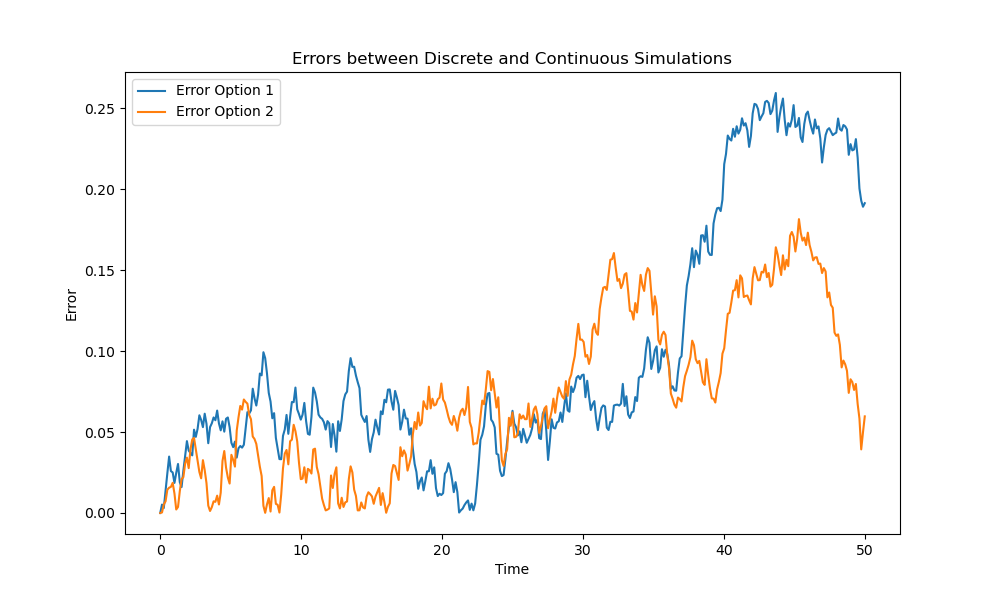 Errors between Discrete and Continuous Simulations
Error Option 1
Error Option 2
0.25
0.20
0.15
0.10
0.05
0.00
Error
0
10
20
30
40
50
Time